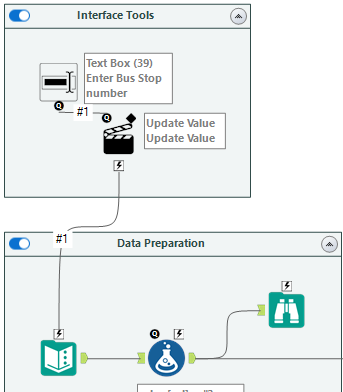 Interface Tools
Text Box (39)
Enter Bus Stop
number
Q
#1
Q
Update Value
Update Value
#1
Data Preparation
Q